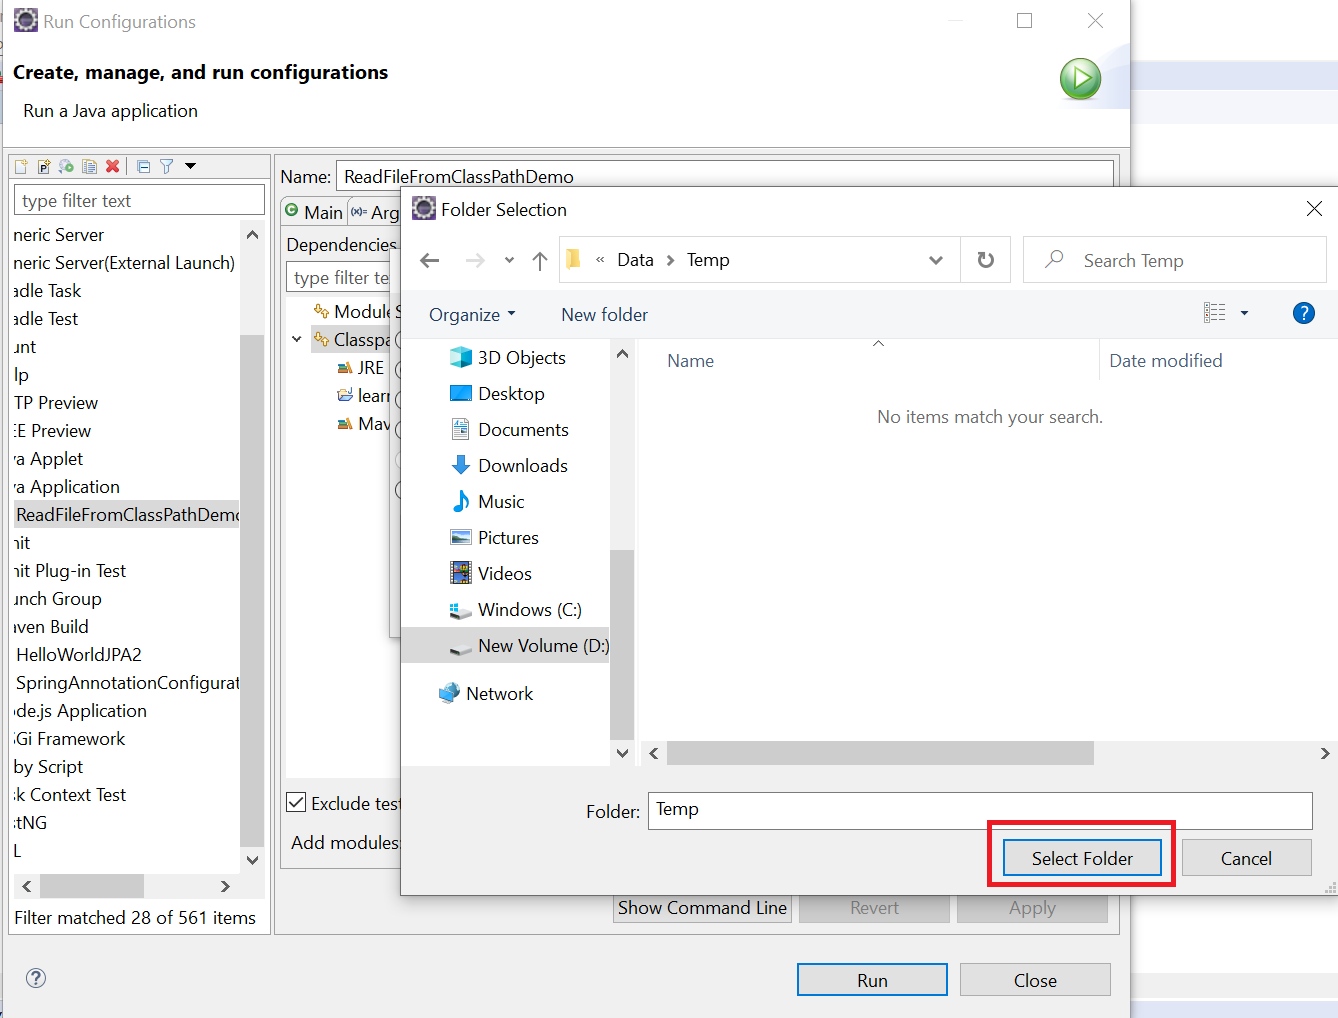 Run Configurations
Create, manage, and run configurations
Run a Java application
type filter text
neric Server
neric Server(External Launch)
adle Task
adle Test
unt
lp
TP Preview
EE Preview
va Applet
va Application
ReadFileFromClassPathDemo
nit
nit Plug-in Test
unch Group
aven Build
HelloWorldJPA2
SpringAnnotationConfigurat
de.js Application
Gi Framework
by Script
k Context Test
stNG
L
Filter matched 28 of 561 items
Name: ReadFileFromClassPathDemo
Main (x)= Arg
Dependencies
type filter te
Module S
Classpa
JRE
learn
Mav
Exclude test
Add modules:
Folder Selection
« Data > Temp
Search Temp
Organize
New folder
?
3D Objects
Desktop
Documents
Downloads
Music
Pictures
Videos
Windows (C:)
New Volume (D:)
Network
Name
Date modified
No items match your search.
Folder: Temp
Select Folder
Cancel
Show Command Line
Revert
Apply
?
Run
Close